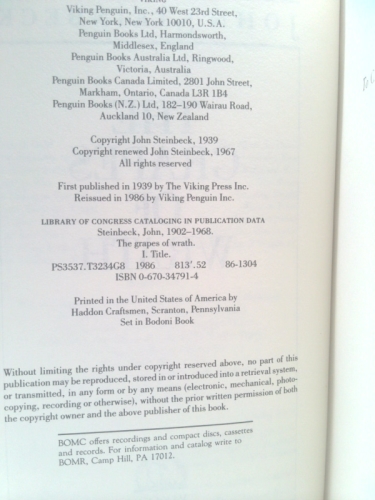 VIKING
Viking Penguin, Inc., 40 West 23rd Street,
New York, New York 10010, U.S.A.
Penguin Books Ltd, Harmondsworth,
Middlesex, England
Penguin Books Australia Ltd, Ringwood,
Victoria, Australia
Penguin Books Canada Limited, 2801 John Street,
Markham, Ontario, Canada L3R 1B4
Penguin Books (N.Z.) Ltd, 182–190 Wairau Road,
Auckland 10, New Zealand
Copyright John Steinbeck, 1939
Copyright renewed John Steinbeck, 1967
All rights reserved
First published in 1939 by The Viking Press Inc.
Reissued in 1986 by Viking Penguin Inc.
LIBRARY OF CONGRESS CATALOGING IN PUBLICATION DATA
Steinbeck, John, 1902–1968.
The grapes of wrath.
I. Title.
PS3537.T3234G8 1986 813'.52 86-1304
ISBN 0-670-34791-4
Printed in the United States of America by
Haddon Craftsmen, Scranton, Pennsylvania
Set in Bodoni Book
Without limiting the rights under copyright reserved above, no part of this
publication may be reproduced, stored in or introduced into a retrieval system,
or transmitted, in any form or by any means (electronic, mechanical, photo-
copying, recording or otherwise), without the prior written permission of both
the copyright owner and the above publisher of this book.
BOMC offers recordings and compact discs, cassettes
and records. For information and catalog write to
BOMR, Camp Hill, PA 17012.